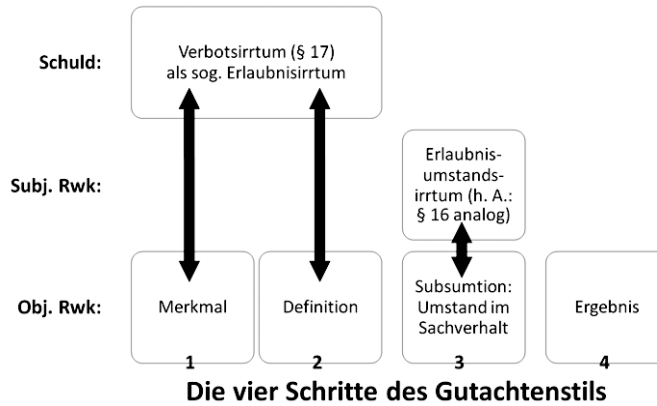 Schuld:
Verbotsirrtum (§ 17)
als sog. Erlaubnisirrtum
Subj. Rwk:
Erlaubnis-
umstands-
irrtum (h. A.:
§ 16 analog)
Obj. Rwk:
Merkmal
Definition
Subsumtion:
Umstand im
Sachverhalt
Ergebnis
1
2
3
4
Die vier Schritte des Gutachtenstils